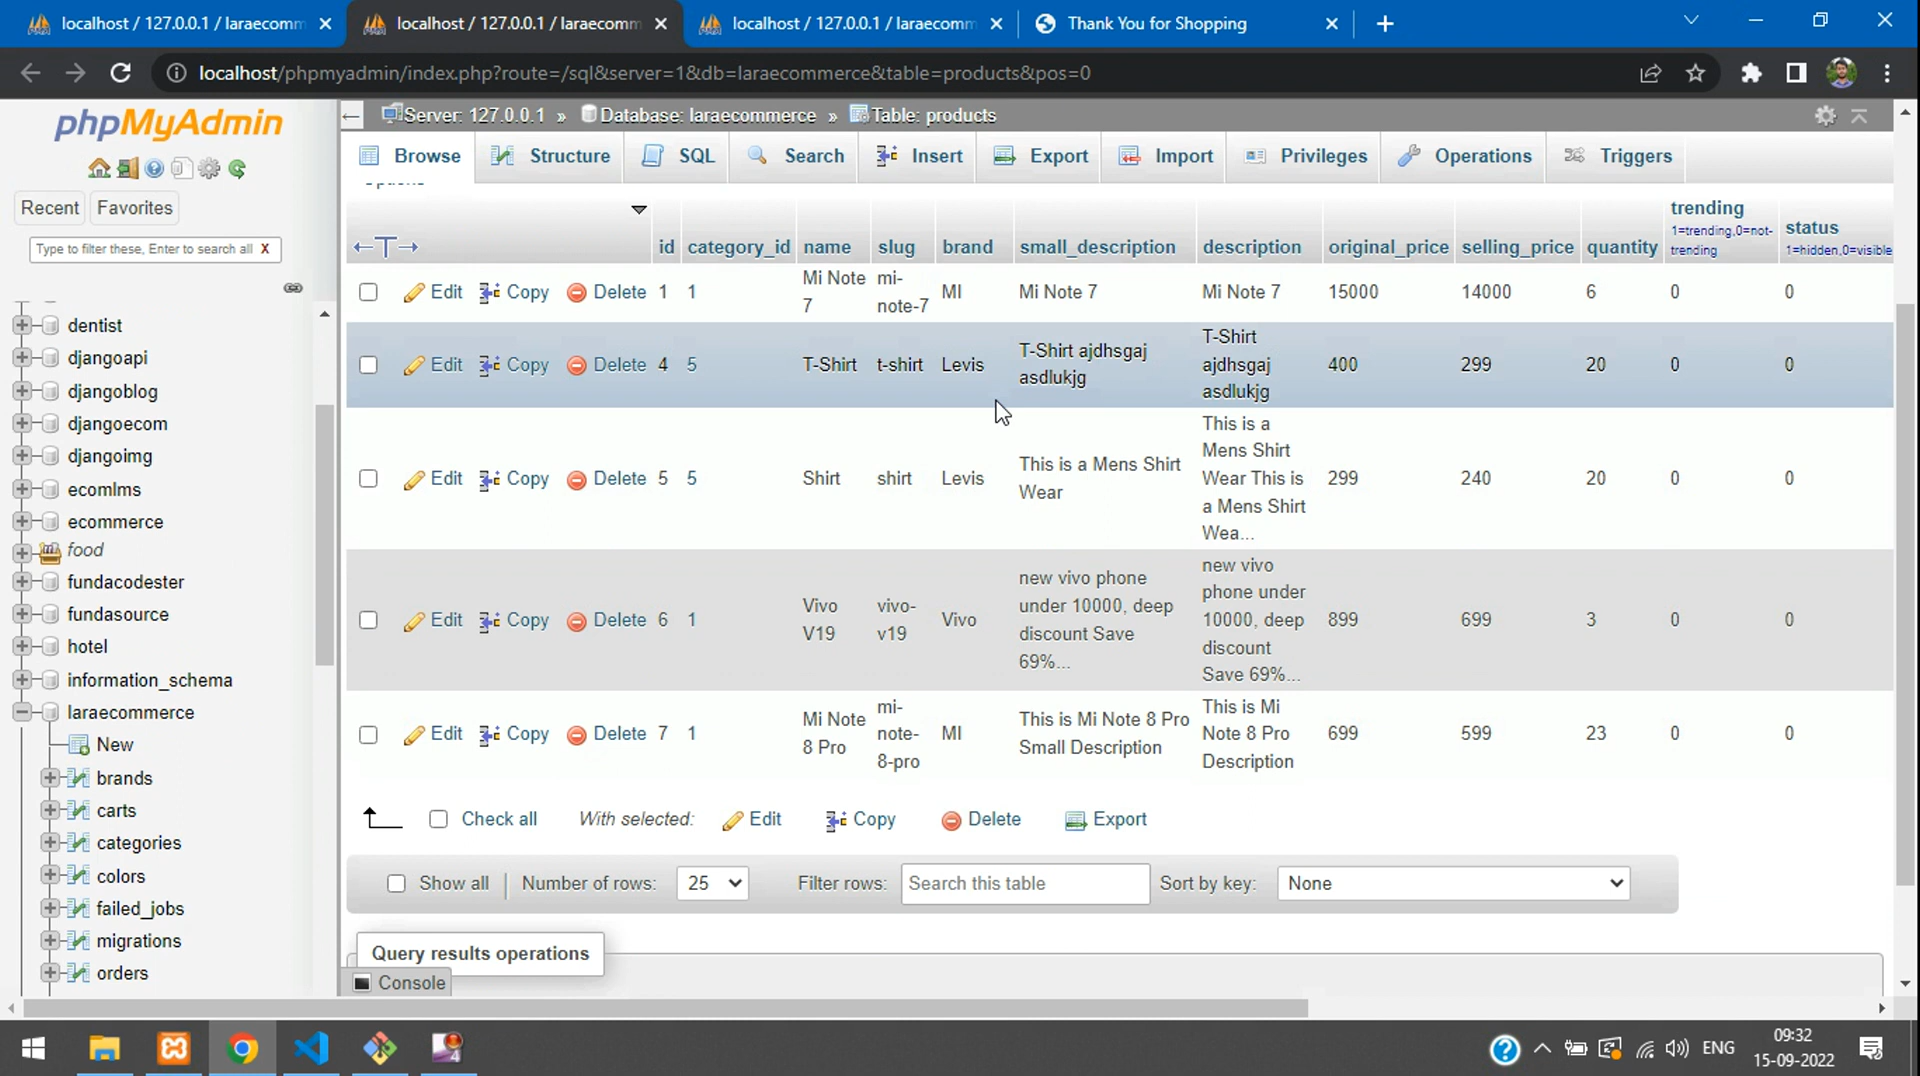 localhost / 127.0.0.1 / laraecomm
localhost / 127.0.0.1 / laraecomm
localhost / 127.0.0.1 / laraecomm
Thank You for Shopping
localhost/phpmyadmin/index.php?route=/sql&server=1&db=laraecommerce&table=products&pos=0
phpMyAdmin
Recent
Favorites
Type to filter these, Enter to search all X
dentist
djangoapi
djangoblog
djangoecom
djangoimg
ecomlms
ecommerce
food
fundacodester
fundasource
hotel
information_schema
laraecommerce
New
brands
carts
categories
colors
failed_jobs
migrations
orders
Server: 127.0.0.1 » Database: laraecommerce » Table: products
Browse Structure SQL Search Insert Export Import Privileges Operations Triggers
Options
←T→ id category_id name slug brand small_description description original_price selling_price quantity
trending
1=trending,0=not-
trending
status
1=hidden,0=visible
Edit Copy Delete 1 1
Mi Note
7
mi-
note-7
MI Mi Note 7 Mi Note 7 15000 14000 6 0 0
Edit Copy Delete 4 5 T-Shirt t-shirt Levis
T-Shirt ajdhsgaj
asdlukjg
T-Shirt
ajdhsgaj
asdlukjg
400 299 20 0 0
Edit Copy Delete 5 5 Shirt shirt Levis
This is a Mens Shirt
Wear
This is a
Mens Shirt
Wear This is
a Mens Shirt
Wea...
299 240 20 0 0
Edit Copy Delete 6 1
Vivo
V19
vivo-
v19
Vivo
new vivo phone
under 10000, deep
discount Save
69%...
new vivo
phone under
10000, deep
discount
Save 69%...
899 699 3 0 0
Edit Copy Delete 7 1
Mi Note
8 Pro
mi-
note-
8-pro
MI
This is Mi Note 8 Pro
Small Description
This is Mi
Note 8 Pro
Description
699 599 23 0 0
Check all With selected: Edit Copy Delete Export
Show all Number of rows: 25 Filter rows: Search this table Sort by key: None
Query results operations
Console
4
ENG
09:32
15-09-2022